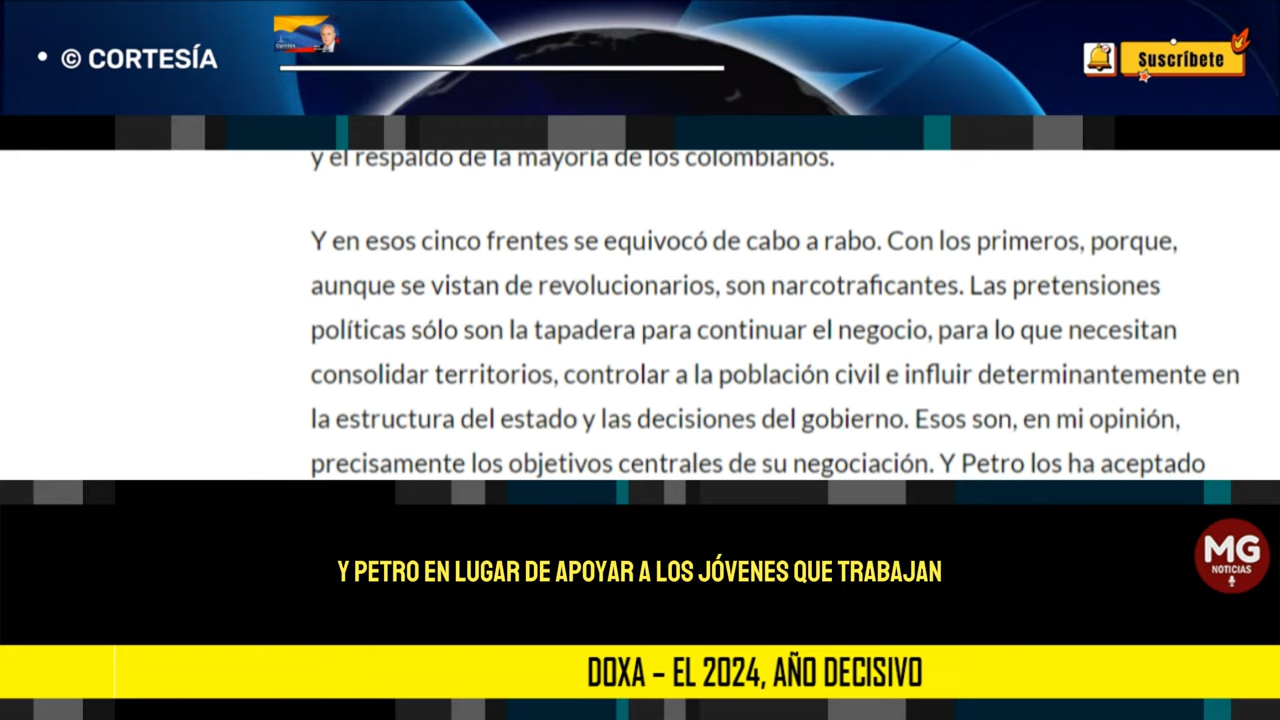 • © CORTESÍA
Opinión
Suscríbete
y el respaldo de la mayoría de los colombianos.
Y en esos cinco frentes se equivocó de cabo a rabo. Con los primeros, porque,
aunque se vistan de revolucionarios, son narcotraficantes. Las pretensiones
políticas sólo son la tapadera para continuar el negocio, para lo que necesitan
consolidar territorios, controlar a la población civil e influir determinantemente en
la estructura del estado y las decisiones del gobierno. Esos son, en mi opinión,
precisamente los objetivos centrales de su negociación. Y Petro los ha aceptado
Y PETRO EN LUGAR DE APOYAR A LOS JÓVENES QUE TRABAJAN
MG
NOTICIAS
DOXA – EL 2024, AÑO DECISIVO